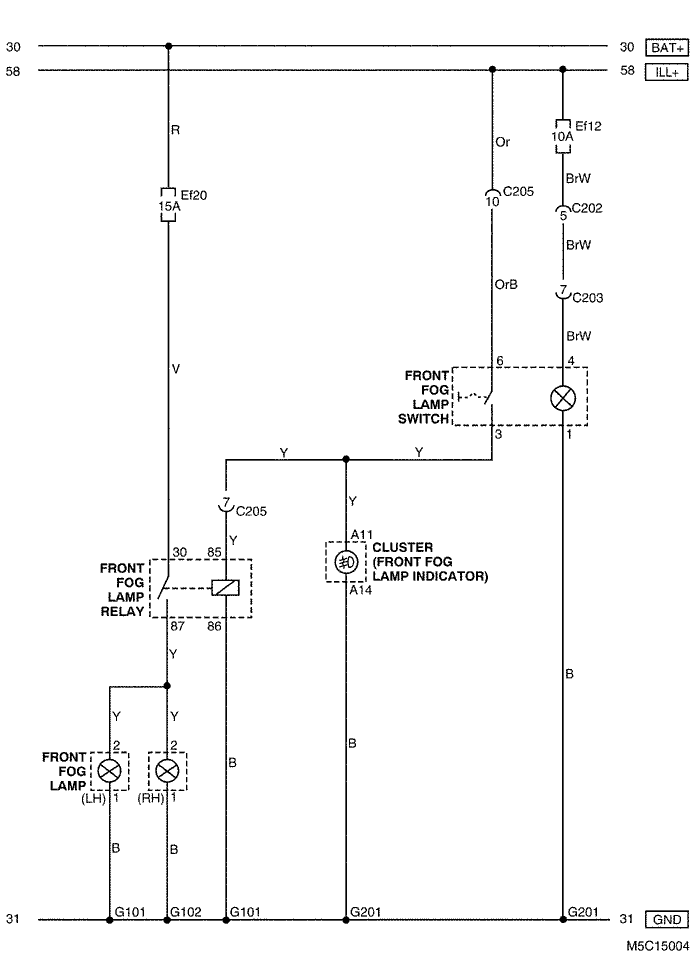 30
30 BAT+
58
58 ILL+
R
Or
Ef12
10A
BrW
Ef20
15A
C205
10
C202
5
BrW
OrB
7
C203
BrW
V
6
4
FRONT
FOG
LAMP
SWITCH
3
1
Y
Y
7
C205
Y
Y
A11
CLUSTER
(FRONT FOG
LAMP INDICATOR)
A14
30
85
FRONT
FOG
LAMP
RELAY
87
86
Y
B
Y
Y
2
2
FRONT
FOG
LAMP
(LH) 1
(RH) 1
B
B
B
B
31
G101
G102
G101
G201
G201
31 GND
M5C15004